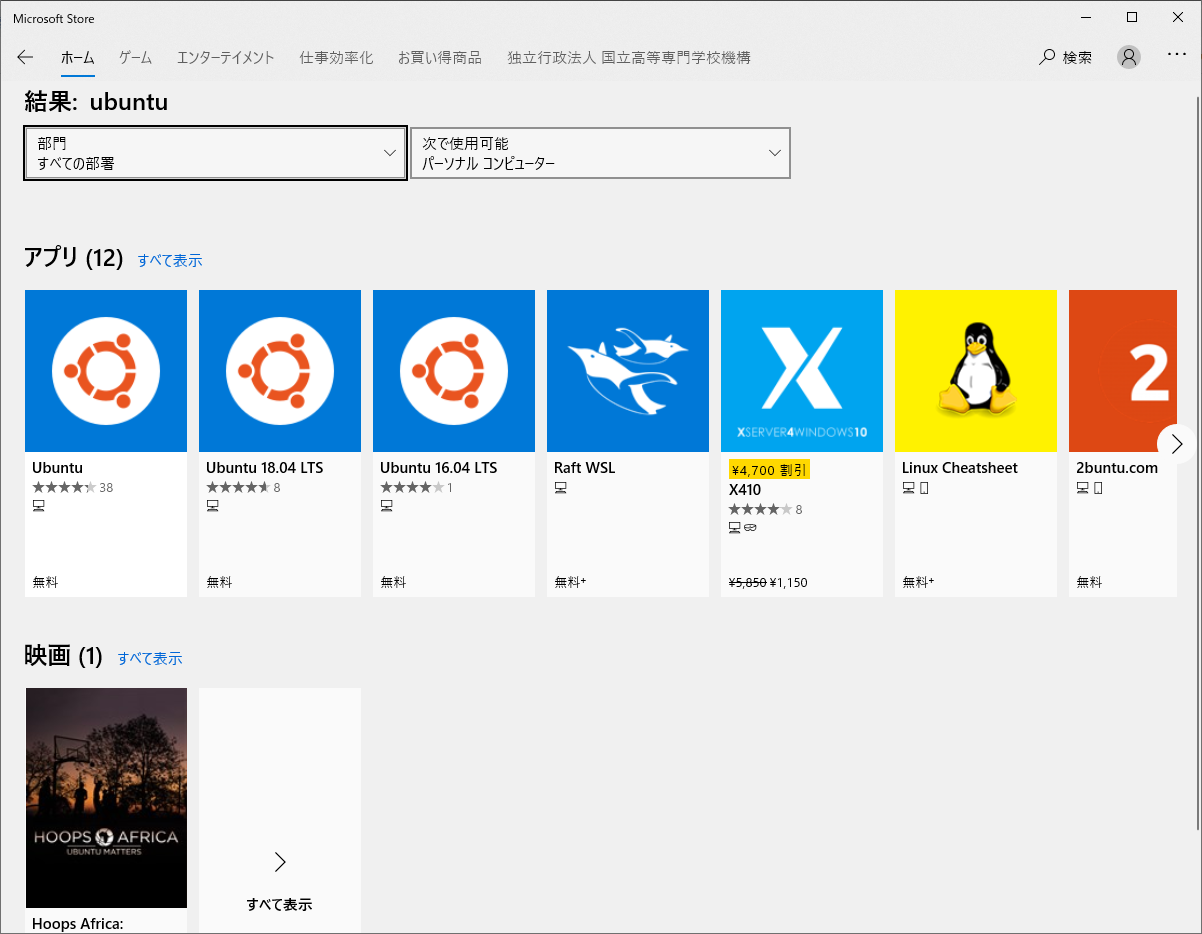 Microsoft Store
ホーム ゲーム エンターテイメント 仕事効率化 お買い得商品 独立行政法人 国立高等専門学校機構 検索
結果: ubuntu
部門
すべての部署
次で使用可能
パーソナル コンピューター
アプリ (12) すべて表示
Ubuntu
38
無料
Ubuntu 18.04 LTS
8
無料
Ubuntu 16.04 LTS
1
無料
Raft WSL
無料+
XSERVER4WINDOWS10
¥4,700 割引
X410
8
¥5,850 ¥1,150
Linux Cheatsheet
無料+
2
2buntu.com
無料
映画 (1) すべて表示
HOOPS AFRICA
UBUNTU MATTERS
Hoops Africa:
すべて表示